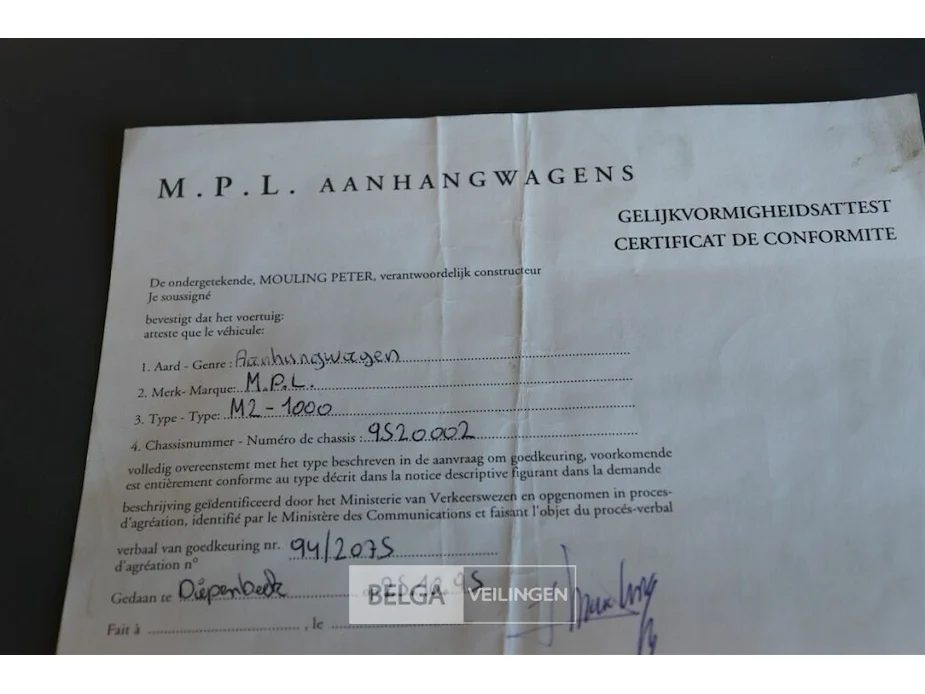 M.P.L. AANHANGWAGENS
GELIJKVORMIGHEIDSATTEST
CERTIFICAT DE CONFORMITE
De ondergetekende, MOULING PETER, verantwoordelijk constructeur
Je soussigné
bevestigt dat het voertuig:
atteste que le véhicule:
1. Aard - Genre : Aanhangwagen
2. Merk- Marque: M.P.L.
3. Type - Type: M2-1000
4. Chassisnummer - Numéro de chassis : 9520002
volledig overeenstemt met het type beschreven in de aanvraag om goedkeuring, voorkomende
est entièrement conforme au type décrit dans la notice descriptive figurant dans la demande
beschrijving geïdentificeerd door het Ministerie van Verkeerswezen en opgenomen in proces-
d'agréation, identifié par le Ministère des Communications et faisant l'objet du procés-verbal
verbaal van goedkeuring nr. 94/2075
d'agréation n°
Gedaan te Diepenbeek
BELGA VEILINGEN
Fait à , le